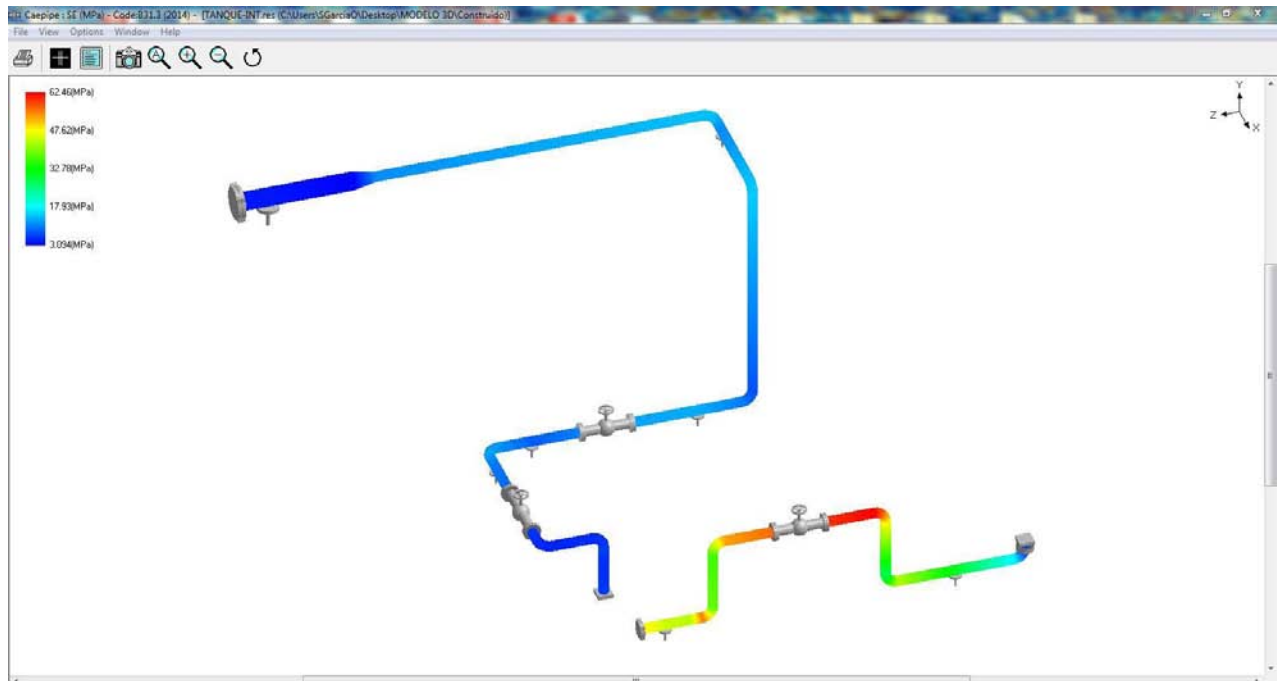 Caepipe : SE (MPa) - Code:B31.3 (2014) - [TANQUE-INT.res (C:\Users\SGarciaO\Desktop\MODELO 3D\Construido)]
File View Options Window Help
62.46(MPa)
47.62(MPa)
32.78(MPa)
17.93(MPa)
3.094(MPa)
Y
Z
X